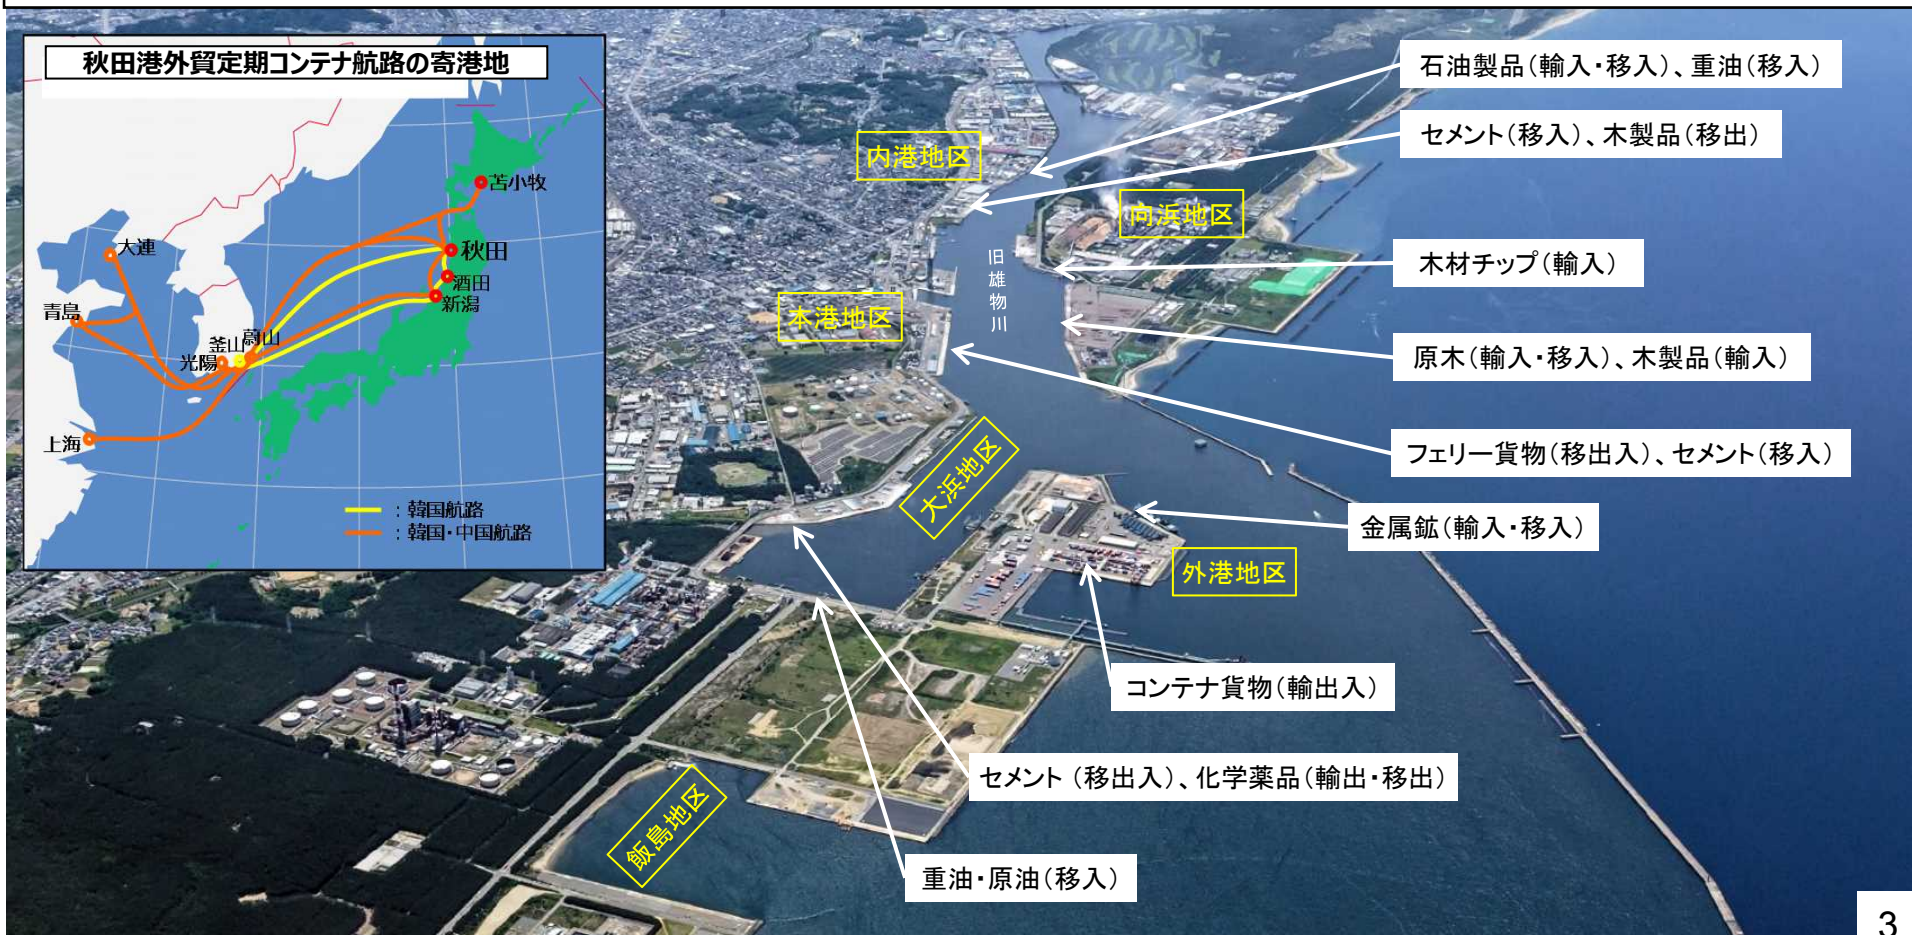 秋田港外貿定期コンテナ航路の寄港地
苫小牧
秋田
酒田
新潟
大連
青島
釜山
蔚山
光陽
上海
：韓国航路
：韓国・中国航路
内港地区
向浜地区
本港地区
旧雄物川
大浜地区
外港地区
飯島地区
石油製品（輸入・移入）、重油（移入）
セメント（移入）、木製品（移出）
木材チップ（輸入）
原木（輸入・移入）、木製品（輸入）
フェリー貨物（移出入）、セメント（移入）
金属鉱（輸入・移入）
コンテナ貨物（輸出入）
セメント （移出入）、化学薬品（輸出・移出）
重油・原油（移入）
3